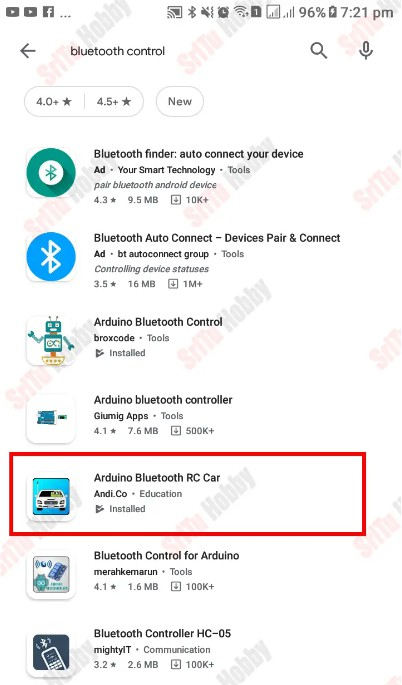 ... 96% 7:21 pm
bluetooth control
4.0+ ★ 4.5+ ★ New
Bluetooth finder: auto connect your device
Ad • Your Smart Technology • Tools
pair bluetooth android device
4.3 ★ 9.5 MB 10K+
Bluetooth Auto Connect – Devices Pair & Connect
Ad • bt autoconnect group • Tools
Controlling device statuses
3.5 ★ 16 MB 1M+
Arduino Bluetooth Control
broxcode • Tools
Installed
Arduino bluetooth controller
Giumig Apps • Tools
4.1 ★ 7.6 MB 500K+
Arduino Bluetooth RC Car
Andi.Co • Education
Installed
Bluetooth Control for Arduino
merahkemarun • Tools
4.1 ★ 1.6 MB 100K+
Bluetooth Controller HC–05
mightyIT • Communication
3.2 ★ 2.6 MB 100K+
SriTu Hobby